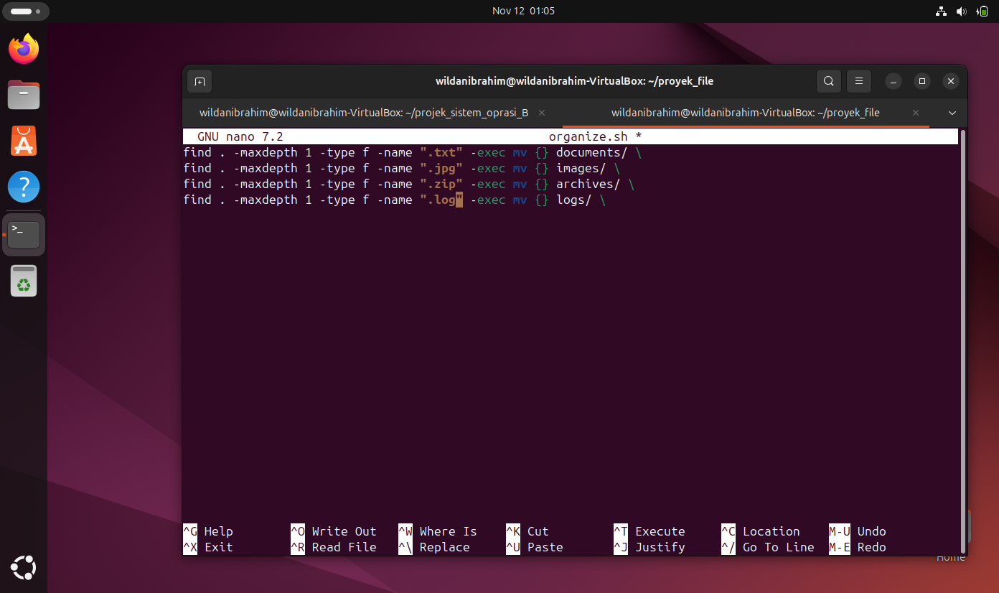 Nov 12 01:05
wildanibrahim@wildanibrahim-VirtualBox: ~/proyek_file
wildanibrahim@wildanibrahim-VirtualBox: ~/projek_sistem_oprasi_B
wildanibrahim@wildanibrahim-VirtualBox: ~/proyek_file
GNU nano 7.2 organize.sh *
find . -maxdepth 1 -type f -name ".txt" -exec mv {} documents/ \
find . -maxdepth 1 -type f -name ".jpg" -exec mv {} images/ \
find . -maxdepth 1 -type f -name ".zip" -exec mv {} archives/ \
find . -maxdepth 1 -type f -name ".log" -exec mv {} logs/ \
^G Help ^O Write Out ^W Where Is ^K Cut ^T Execute ^C Location M-U Undo
^X Exit ^R Read File ^\ Replace ^U Paste ^J Justify ^/ Go To Line M-E Redo
Home